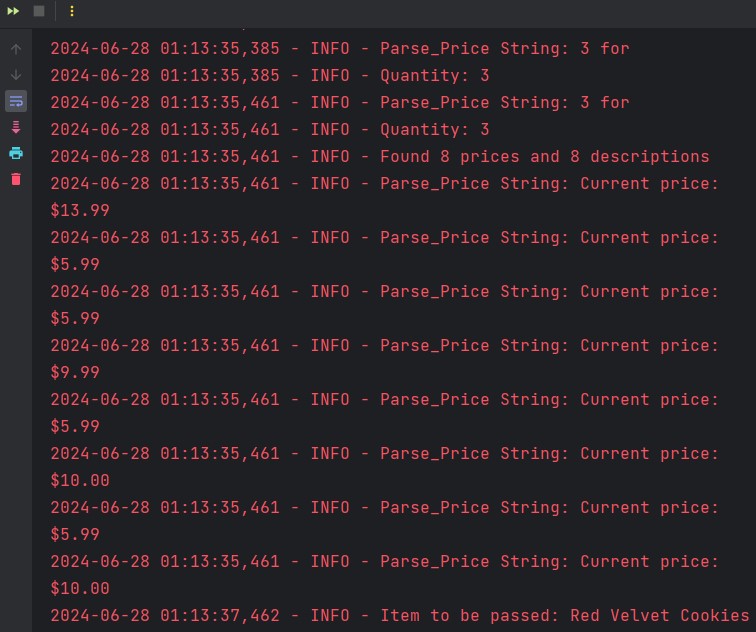 2024-06-28 01:13:35,385 - INFO - Parse_Price String: 3 for
2024-06-28 01:13:35,385 - INFO - Quantity: 3
2024-06-28 01:13:35,461 - INFO - Parse_Price String: 3 for
2024-06-28 01:13:35,461 - INFO - Quantity: 3
2024-06-28 01:13:35,461 - INFO - Found 8 prices and 8 descriptions
2024-06-28 01:13:35,461 - INFO - Parse_Price String: Current price:
$13.99
2024-06-28 01:13:35,461 - INFO - Parse_Price String: Current price:
$5.99
2024-06-28 01:13:35,461 - INFO - Parse_Price String: Current price:
$5.99
2024-06-28 01:13:35,461 - INFO - Parse_Price String: Current price:
$9.99
2024-06-28 01:13:35,461 - INFO - Parse_Price String: Current price:
$5.99
2024-06-28 01:13:35,461 - INFO - Parse_Price String: Current price:
$10.00
2024-06-28 01:13:35,461 - INFO - Parse_Price String: Current price:
$5.99
2024-06-28 01:13:35,461 - INFO - Parse_Price String: Current price:
$10.00
2024-06-28 01:13:37,462 - INFO - Item to be passed: Red Velvet Cookies